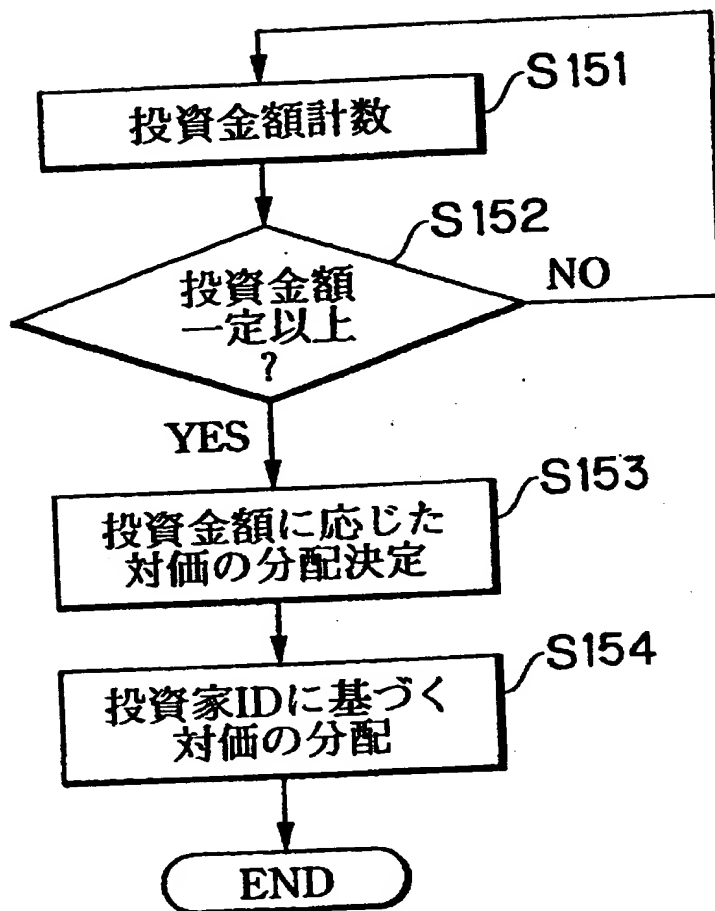 S151
投資金額計数
S152
投資金額
一定以上
?
NO
YES
S153
投資金額に応じた
対価の分配決定
S154
投資家IDに基づく
対価の分配
END